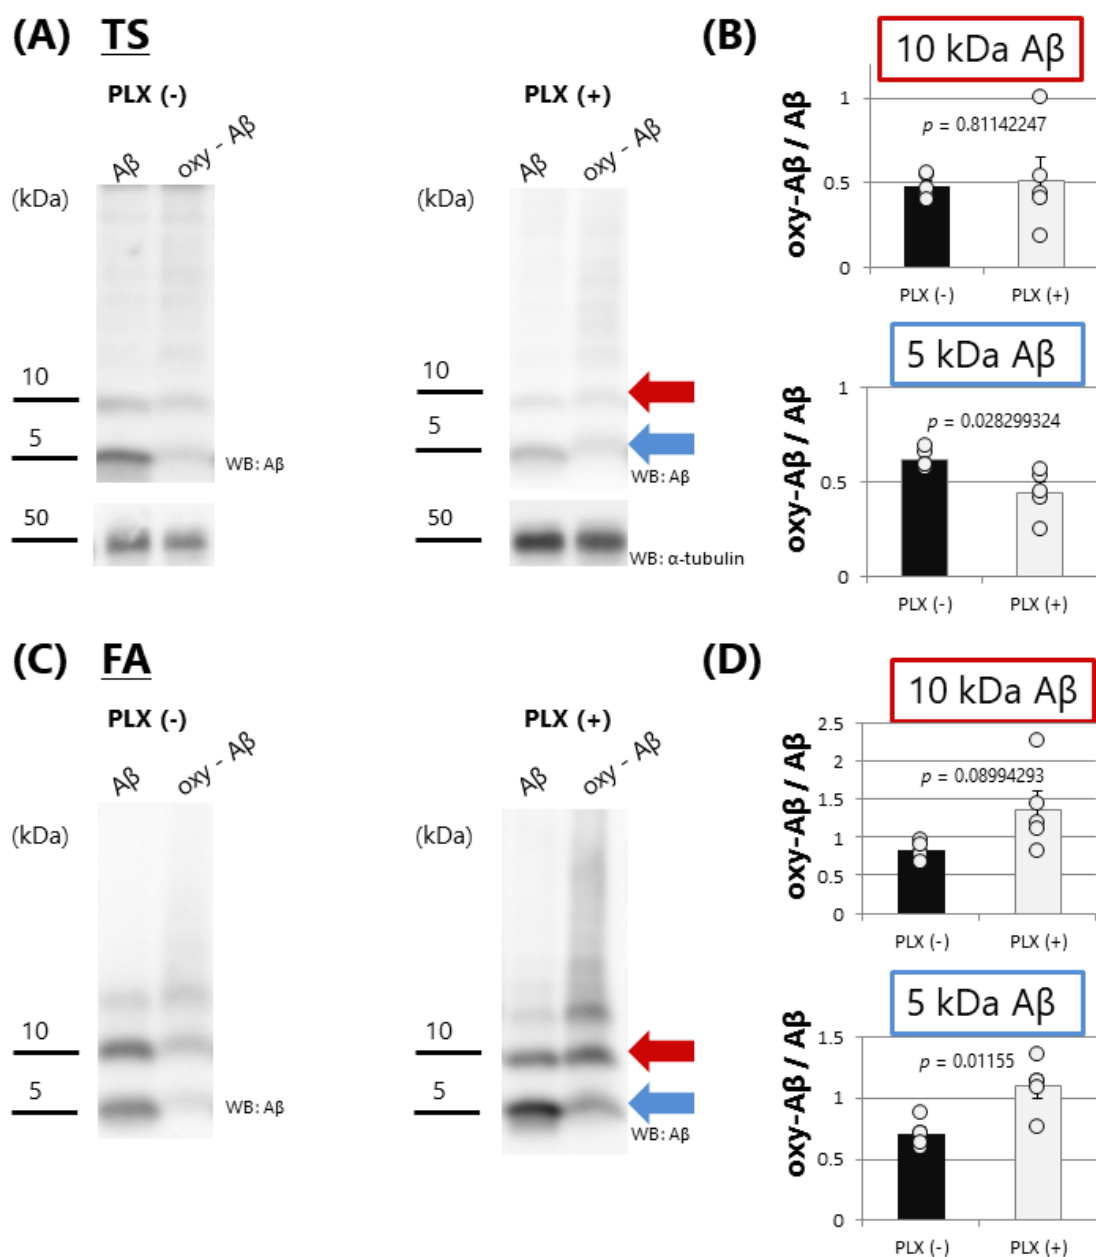 (A) TS
PLX (-)
PLX (+)
Aβ
oxy - Aβ
Aβ
oxy - Aβ
(kDa)
(kDa)
10
10
5
5
WB: Aβ
WB: Aβ
50
50
WB: α-tubulin
(B)
10 kDa Aβ
oxy-Aβ / Aβ
1
p = 0.81142247
0.5
0
PLX (-)
PLX (+)
5 kDa Aβ
oxy-Aβ / Aβ
1
p = 0.028299324
0.5
0
PLX (-)
PLX (+)
(C) FA
PLX (-)
PLX (+)
Aβ
oxy - Aβ
Aβ
oxy - Aβ
(kDa)
(kDa)
10
10
5
5
WB: Aβ
WB: Aβ
(D)
10 kDa Aβ
oxy-Aβ / Aβ
2.5
2
p = 0.08994293
1.5
1
0.5
0
PLX (-)
PLX (+)
5 kDa Aβ
oxy-Aβ / Aβ
1.5
p = 0.01155
1
0.5
0
PLX (-)
PLX (+)